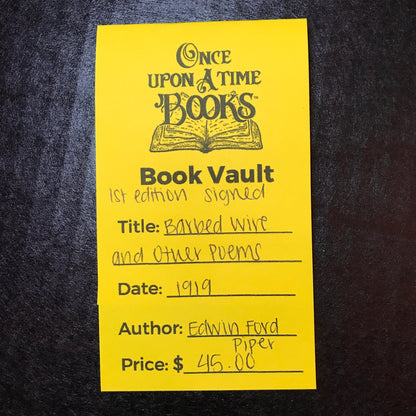 ONCE
UPON A TIME
BOOKS
Book Vault
1st edition signed
Title: Barbed Wire
and Other Poems
Date: 1919
Author: Edwin Ford
Piper
Price: $ 45.00